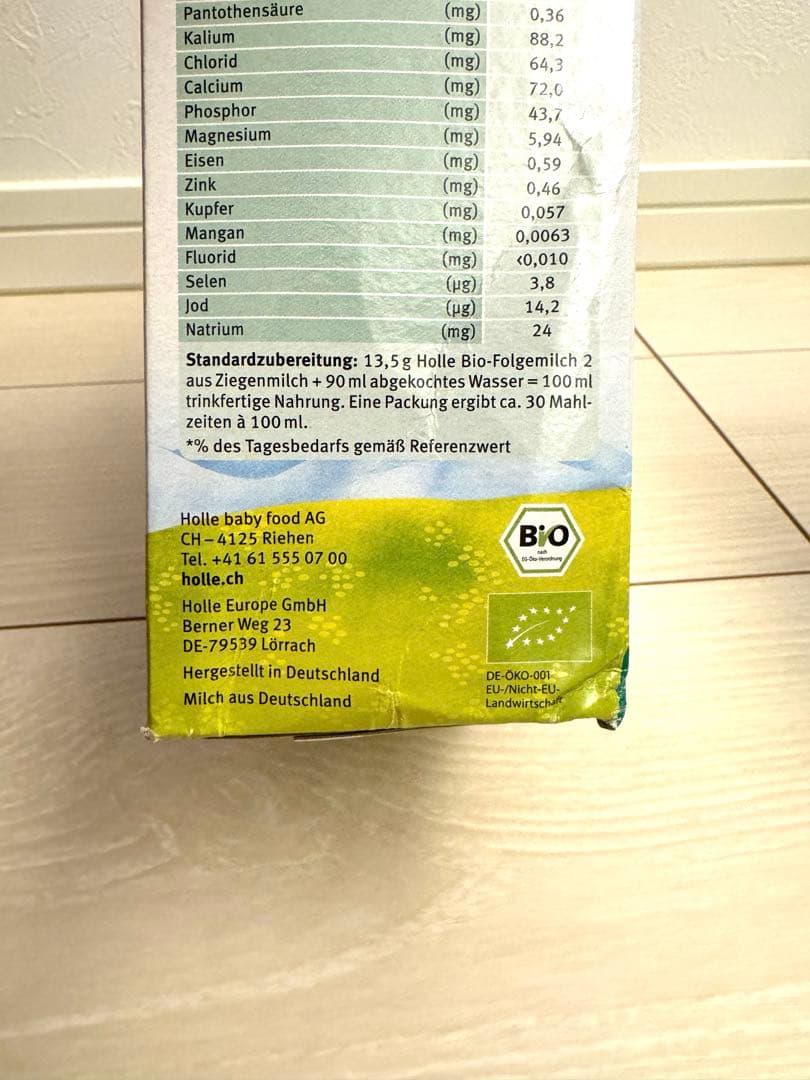 Pantothensäure (mg) 0,36
Kalium (mg) 88,2
Chlorid (mg) 64,3
Calcium (mg) 72,0
Phosphor (mg) 43,7
Magnesium (mg) 5,94
Eisen (mg) 0,59
Zink (mg) 0,46
Kupfer (mg) 0,057
Mangan (mg) 0,0063
Fluorid (mg) <0,010
Selen (µg) 3,8
Jod (µg) 14,2
Natrium (mg) 24
Standardzubereitung: 13,5 g Holle Bio-Folgemilch 2
aus Ziegenmilch + 90 ml abgekochtes Wasser = 100 ml
trinkfertige Nahrung. Eine Packung ergibt ca. 30 Mahl-
zeiten à 100 ml.
*% des Tagesbedarfs gemäß Referenzwert
Holle baby food AG
CH – 4125 Riehen
Tel. +41 61 555 07 00
holle.ch
Holle Europe GmbH
Berner Weg 23
DE-79539 Lörrach
Hergestellt in Deutschland
Milch aus Deutschland
Bio
nach
EG-Öko-Verordnung
DE-ÖKO-001
EU-/Nicht-EU-
Landwirtschaft